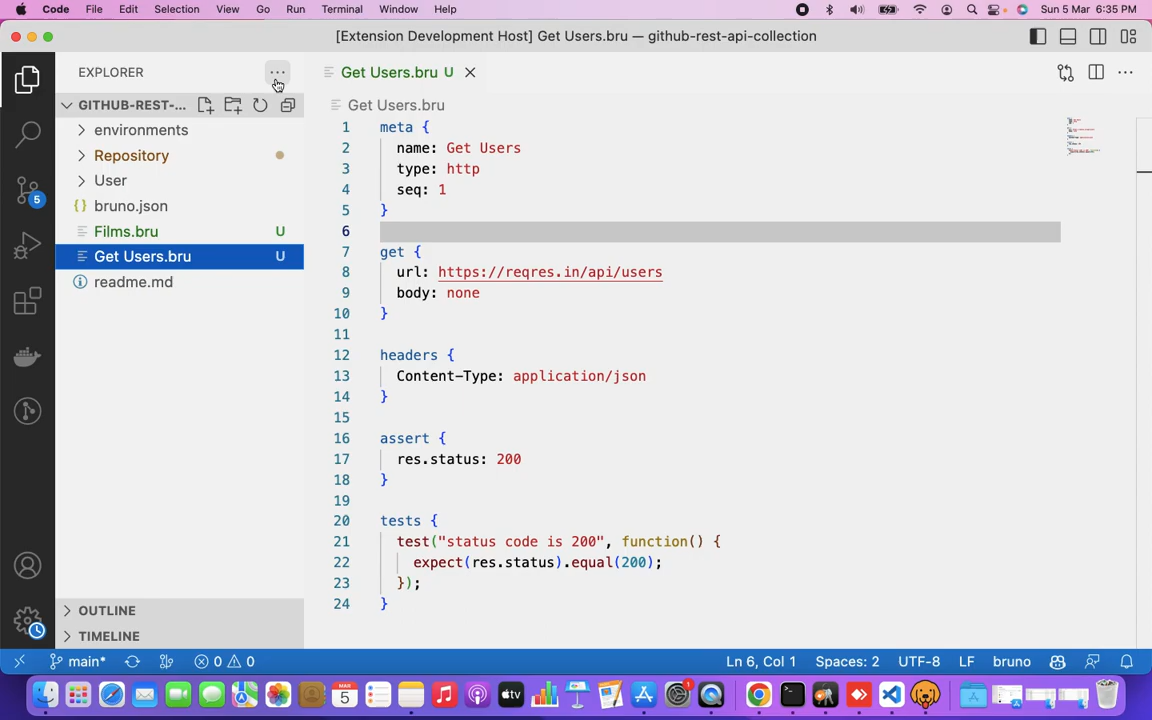 Code File Edit Selection View Go Run Terminal Window Help Sun 5 Mar 6:35 PM
[Extension Development Host] Get Users.bru — github-rest-api-collection
EXPLORER ···
Get Users.bru U
GITHUB-REST-...
Get Users.bru
environments
Repository
User
bruno.json
Films.bru U
Get Users.bru U
readme.md
1 meta {
2 name: Get Users
3 type: http
4 seq: 1
5 }
6
7 get {
8 url: https://reqres.in/api/users
9 body: none
10 }
11
12 headers {
13 Content-Type: application/json
14 }
15
16 assert {
17 res.status: 200
18 }
19
20 tests {
21 test("status code is 200", function() {
22 expect(res.status).equal(200);
23 });
24 }
5
OUTLINE
TIMELINE
main* 0 0 Ln 6, Col 1 Spaces: 2 UTF-8 LF bruno
MAR
5
tv
1